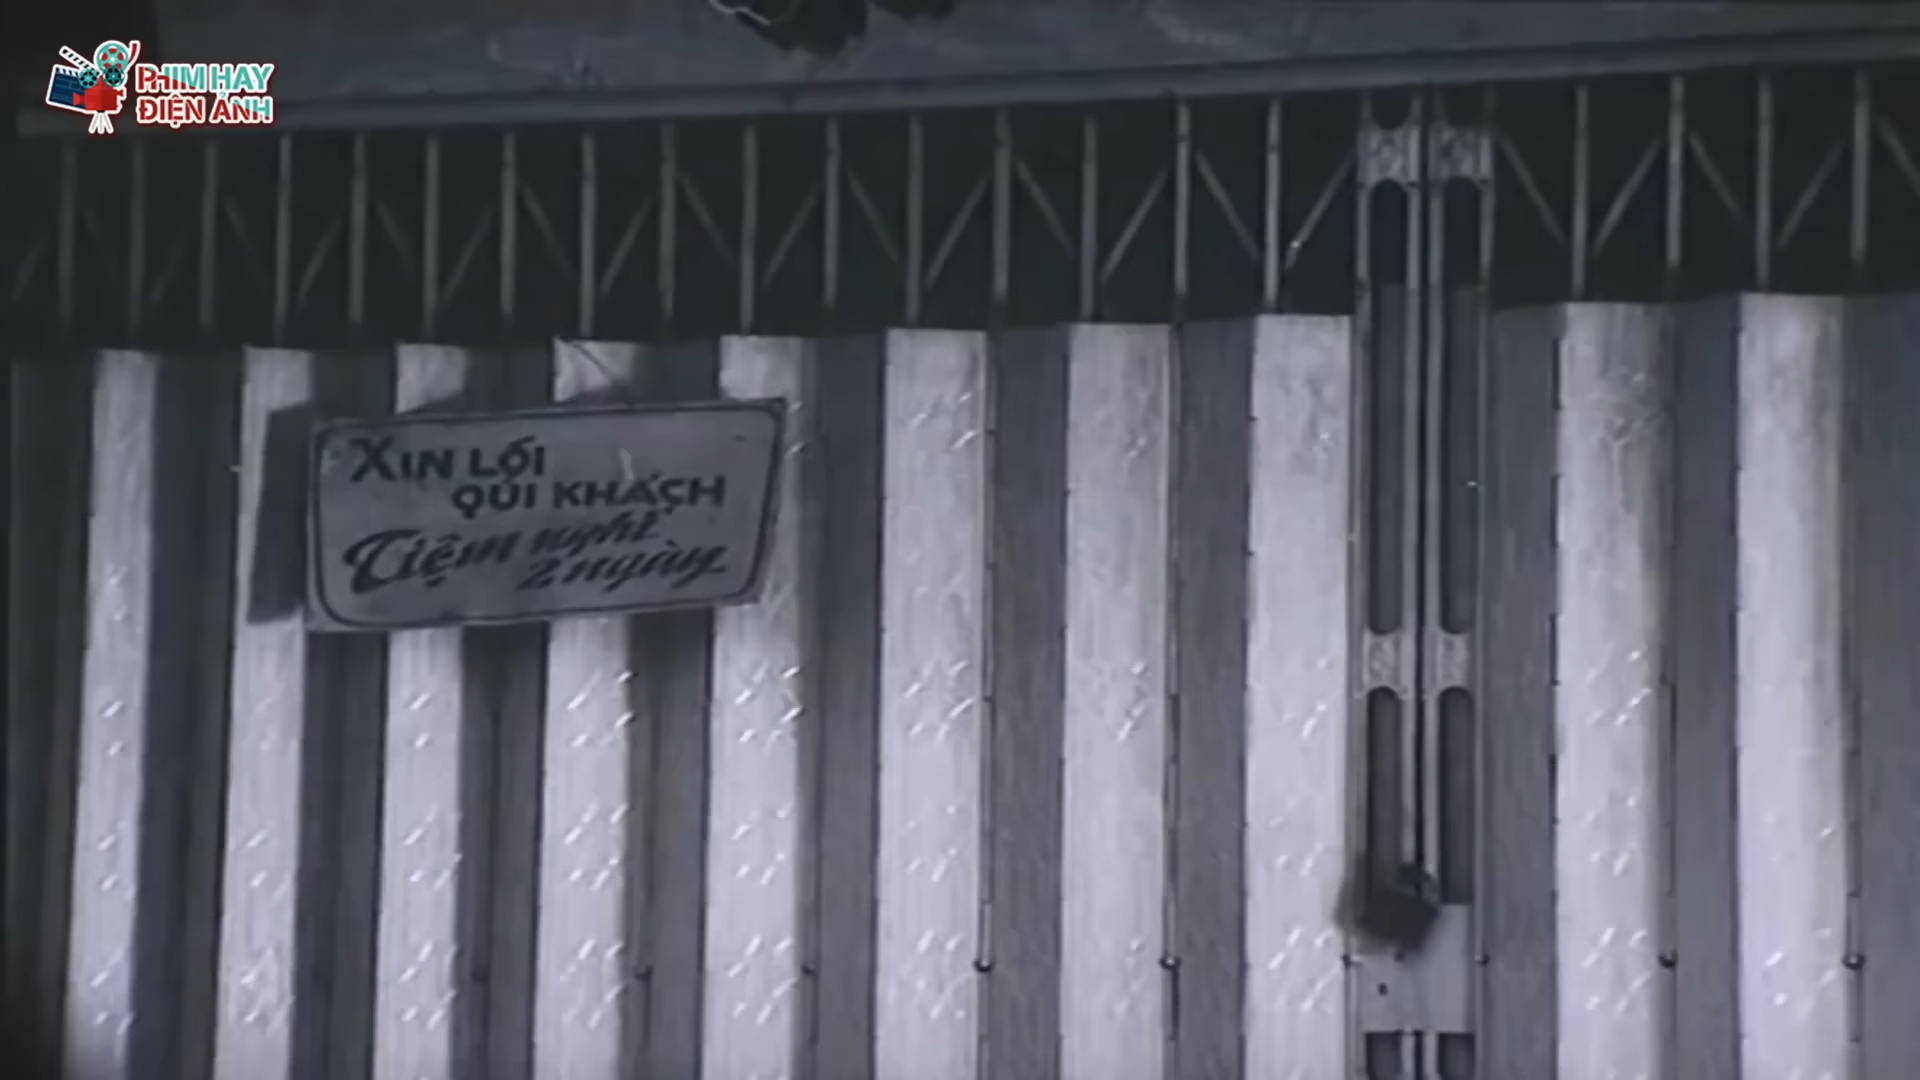 PHIM HAY
ĐIỆN ẢNH
XIN LỖI
QUÍ KHÁCH
Tiệm nghỉ
2 ngày